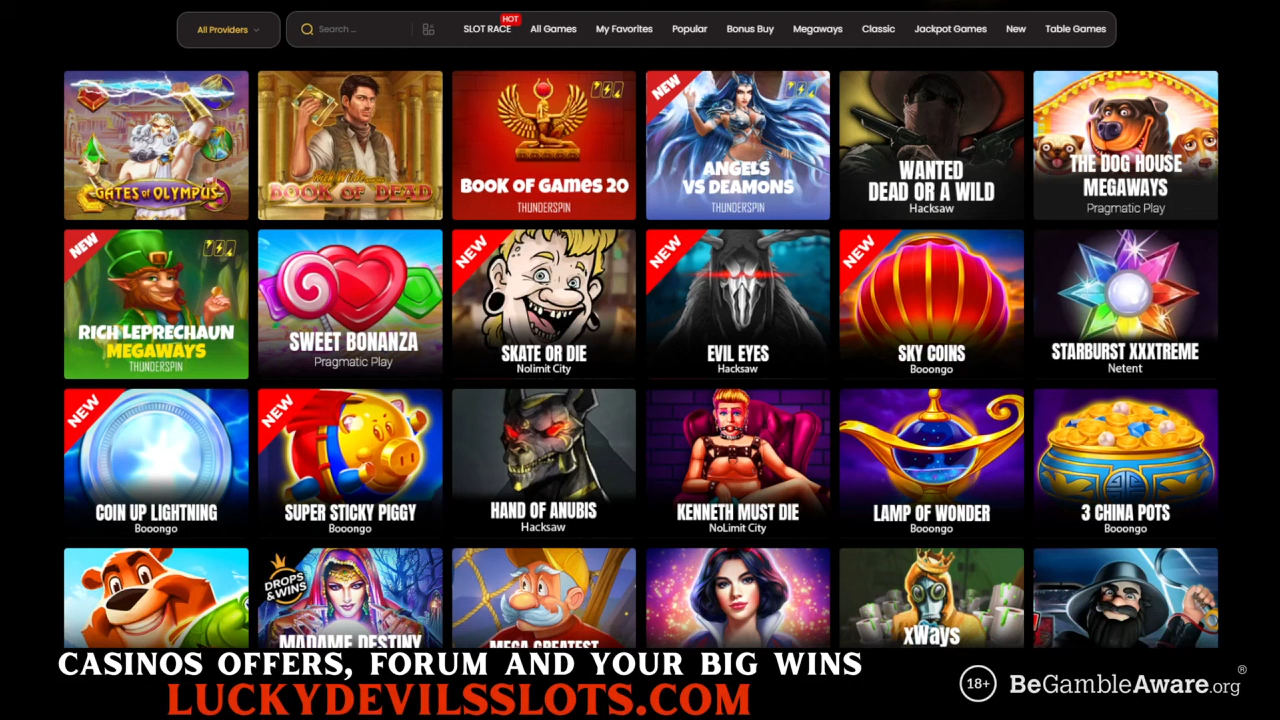 All Providers
Search ...
SLOT RACE
HOT
All Games
My Favorites
Popular
Bonus Buy
Megaways
Classic
Jackpot Games
New
Table Games
GATES of OLYMPUS
BOOK OF DEAD
BOOK OF GAMES 20
THUNDERSPIN
NEW
ANGELS
VS DEAMONS
THUNDERSPIN
WANTED
DEAD OR A WILD
Hacksaw
THE DOG HOUSE
MEGAWAYS
Pragmatic Play
NEW
RICH LEPRECHAUN
MEGAWAYS
THUNDERSPIN
SWEET BONANZA
Pragmatic Play
NEW
SKATE OR DIE
Nolimit City
NEW
EVIL EYES
Hacksaw
NEW
SKY COINS
Booongo
STARBURST XXXTREME
Netent
NEW
COIN UP LIGHTNING
Booongo
NEW
SUPER STICKY PIGGY
Booongo
HAND OF ANUBIS
Hacksaw
KENNETH MUST DIE
NoLimit City
LAMP OF WONDER
Booongo
3 CHINA POTS
Booongo
DROPS
& WINS
MADAME DESTINY
MEGA GREATEST
xWays
CASINOS OFFERS, FORUM AND YOUR BIG WINS
LUCKYDEVILSSLOTS.COM
18+ BeGambleAware.org®